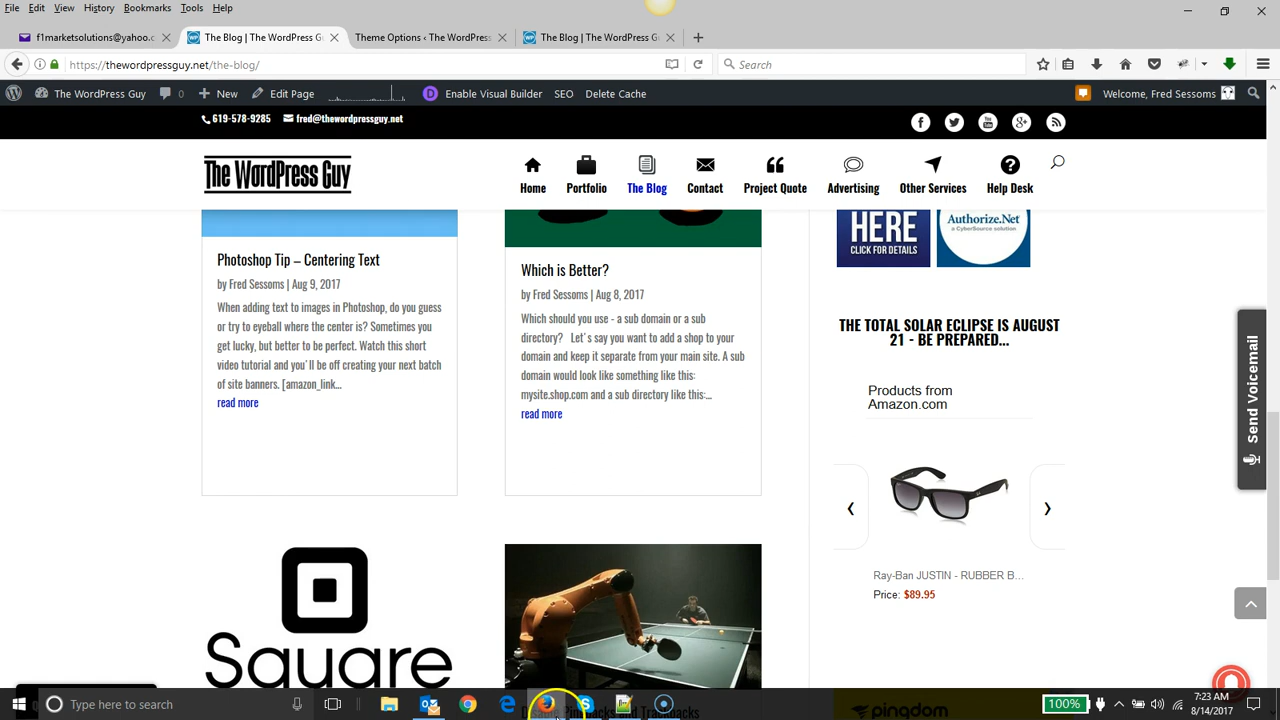 File Edit View History Bookmarks Tools Help
f1marketsolutions@yahoo.c
The Blog | The WordPress G
Theme Options ‹ The WordPress
The Blog | The WordPress G
https://thewordpressguy.net/the-blog/
Search
The WordPress Guy 0 New Edit Page Enable Visual Builder SEO Delete Cache
Welcome, Fred Sessoms
619-578-9285 fred@thewordpressguy.net
The WordPress Guy
Home Portfolio The Blog Contact Project Quote Advertising Other Services Help Desk
HERE
CLICK FOR DETAILS
Authorize.Net
a CyberSource solution
Photoshop Tip – Centering Text
by Fred Sessoms | Aug 9, 2017
When adding text to images in Photoshop, do you guess
or try to eyeball where the center is? Sometimes you
get lucky, but better to be perfect. Watch this short
video tutorial and you'll be off creating your next batch
of site banners. [amazon_link...
read more
Which is Better?
by Fred Sessoms | Aug 8, 2017
Which should you use - a sub domain or a sub
directory? Let's say you want to add a shop to your
domain and keep it separate from your main site. A sub
domain would look like something like this:
mysite.shop.com and a sub directory like this:...
read more
THE TOTAL SOLAR ECLIPSE IS AUGUST
21 - BE PREPARED...
Products from
Amazon.com
Ray-Ban JUSTIN - RUBBER B...
Price: $89.95
Send Voicemail
Square
Disable Pingbacks and Trackbacks
pingdom
Type here to search
100%
7:23 AM
8/14/2017